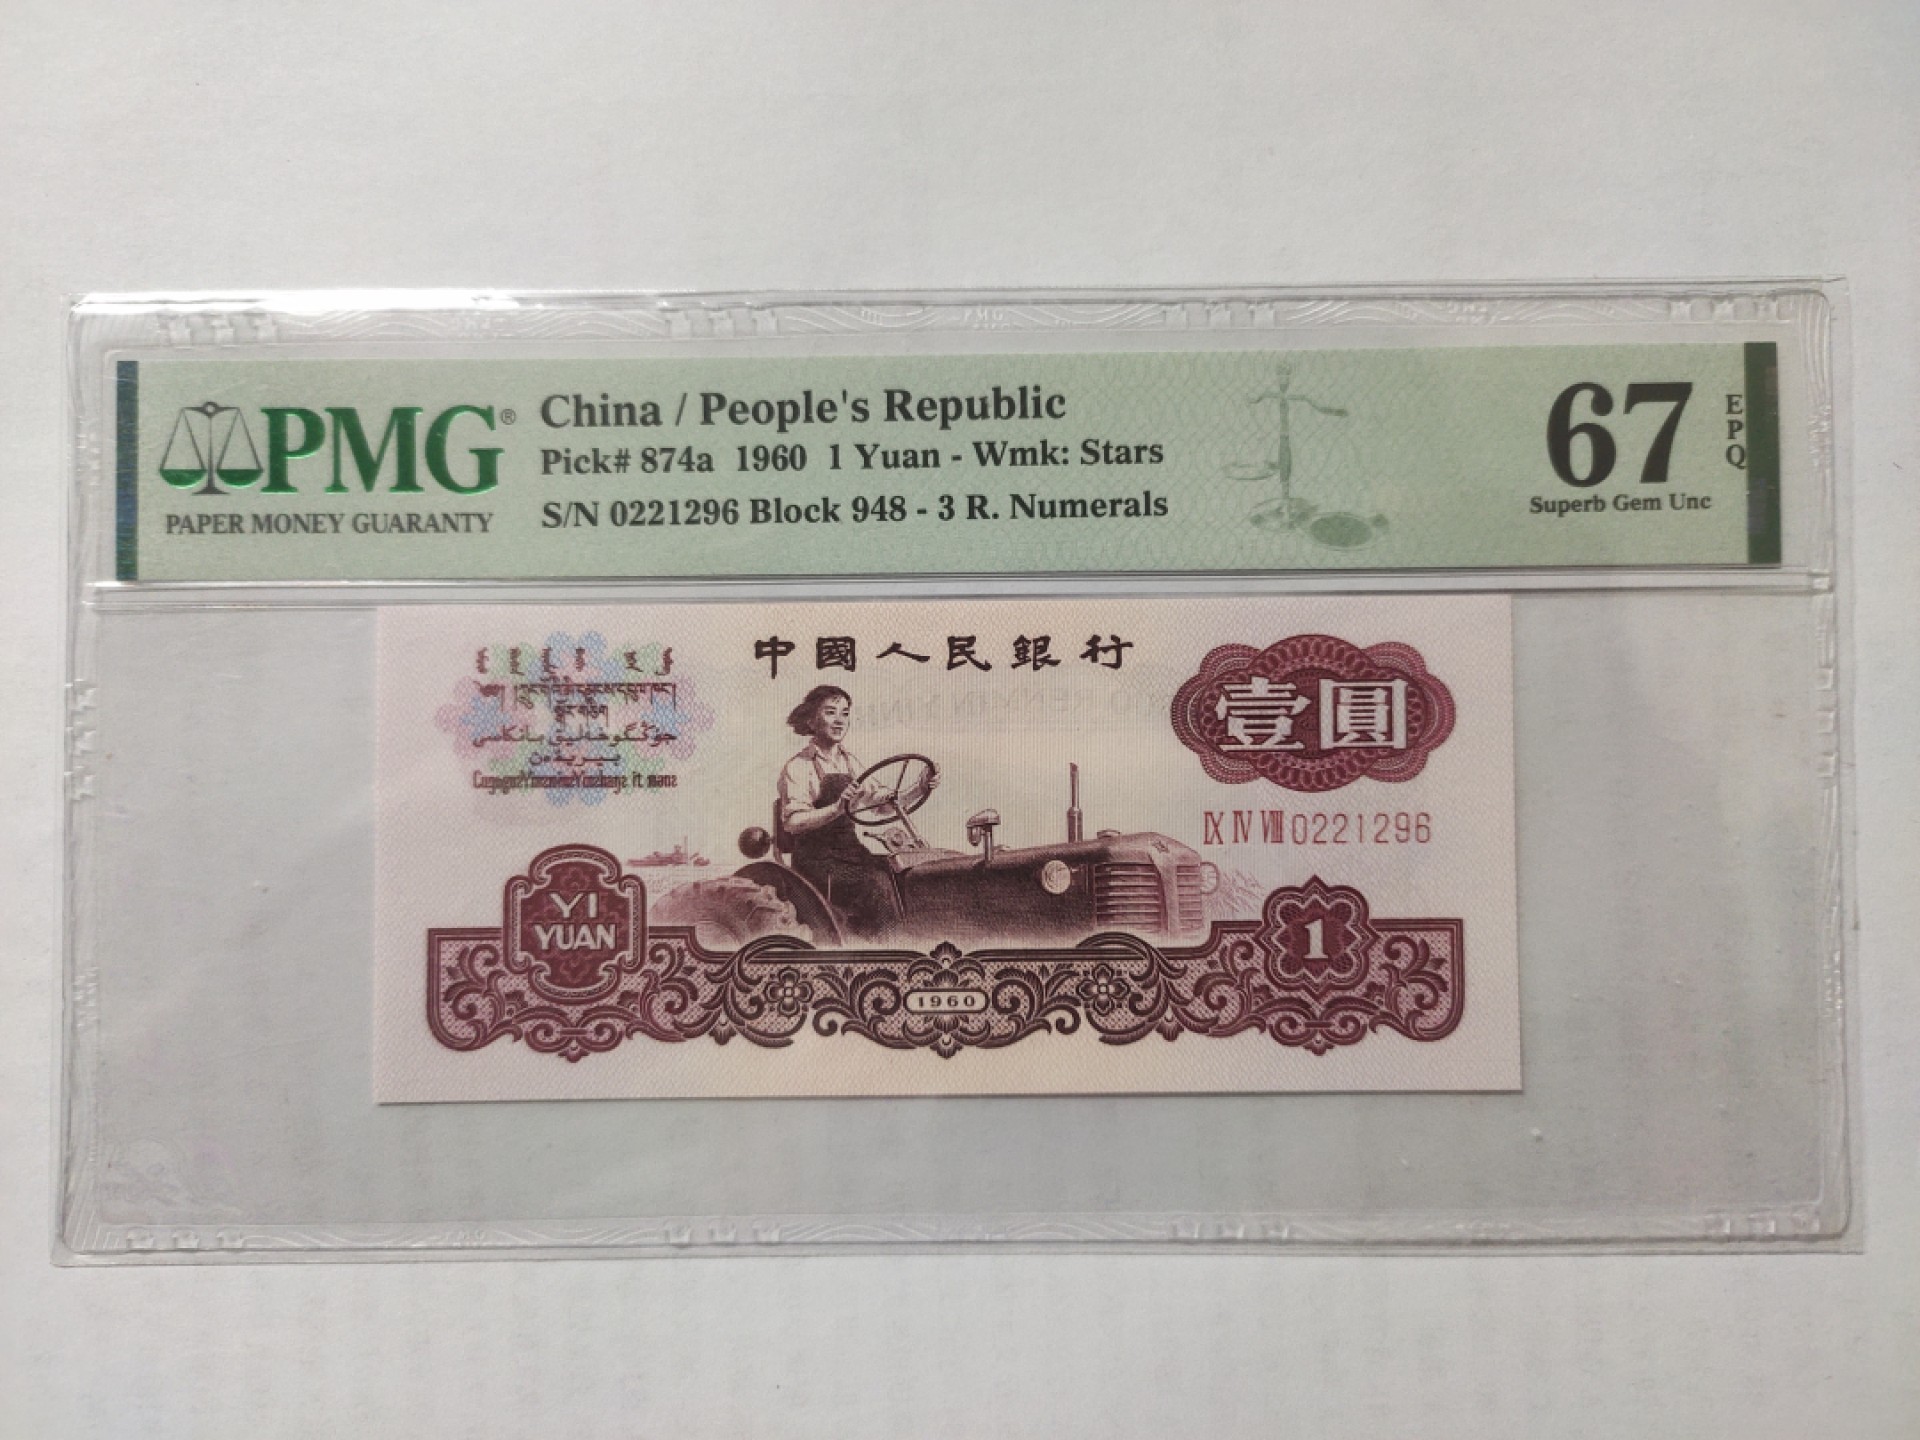 PMG®
PAPER MONEY GUARANTY
China / People's Republic
Pick# 874a 1960 1 Yuan - Wmk: Stars
S/N 0221296 Block 948 - 3 R. Numerals
67
EPQ
Superb Gem Unc
中國人民銀行
壹圓
IX IV VIII 0221296
YI
YUAN
1960
1